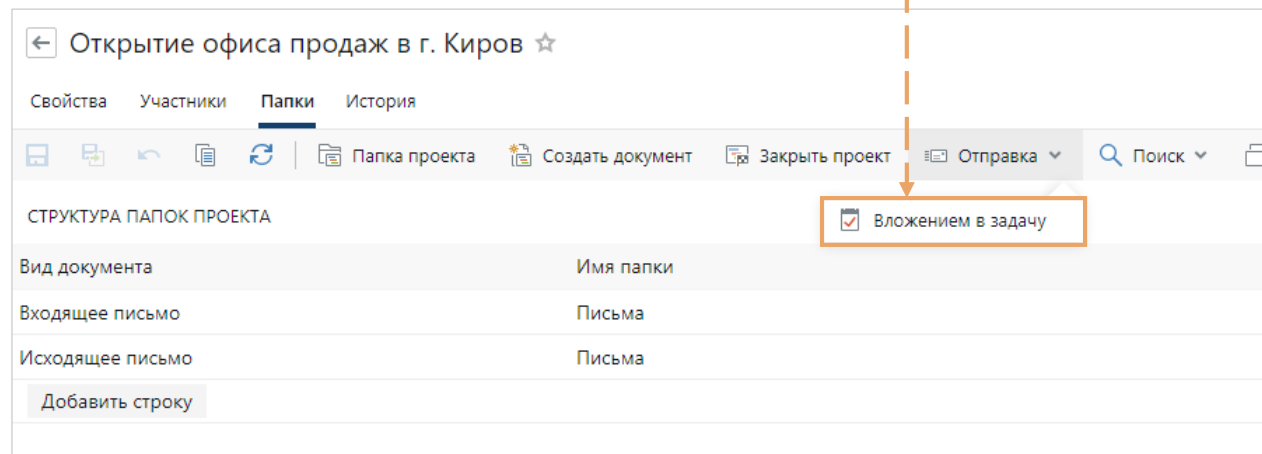 Открытие офиса продаж в г. Киров
Свойства Участники Папки История
Папка проекта Создать документ Закрыть проект Отправка Поиск
СТРУКТУРА ПАПОК ПРОЕКТА
Вложением в задачу
Вид документа Имя папки
Входящее письмо Письма
Исходящее письмо Письма
Добавить строку